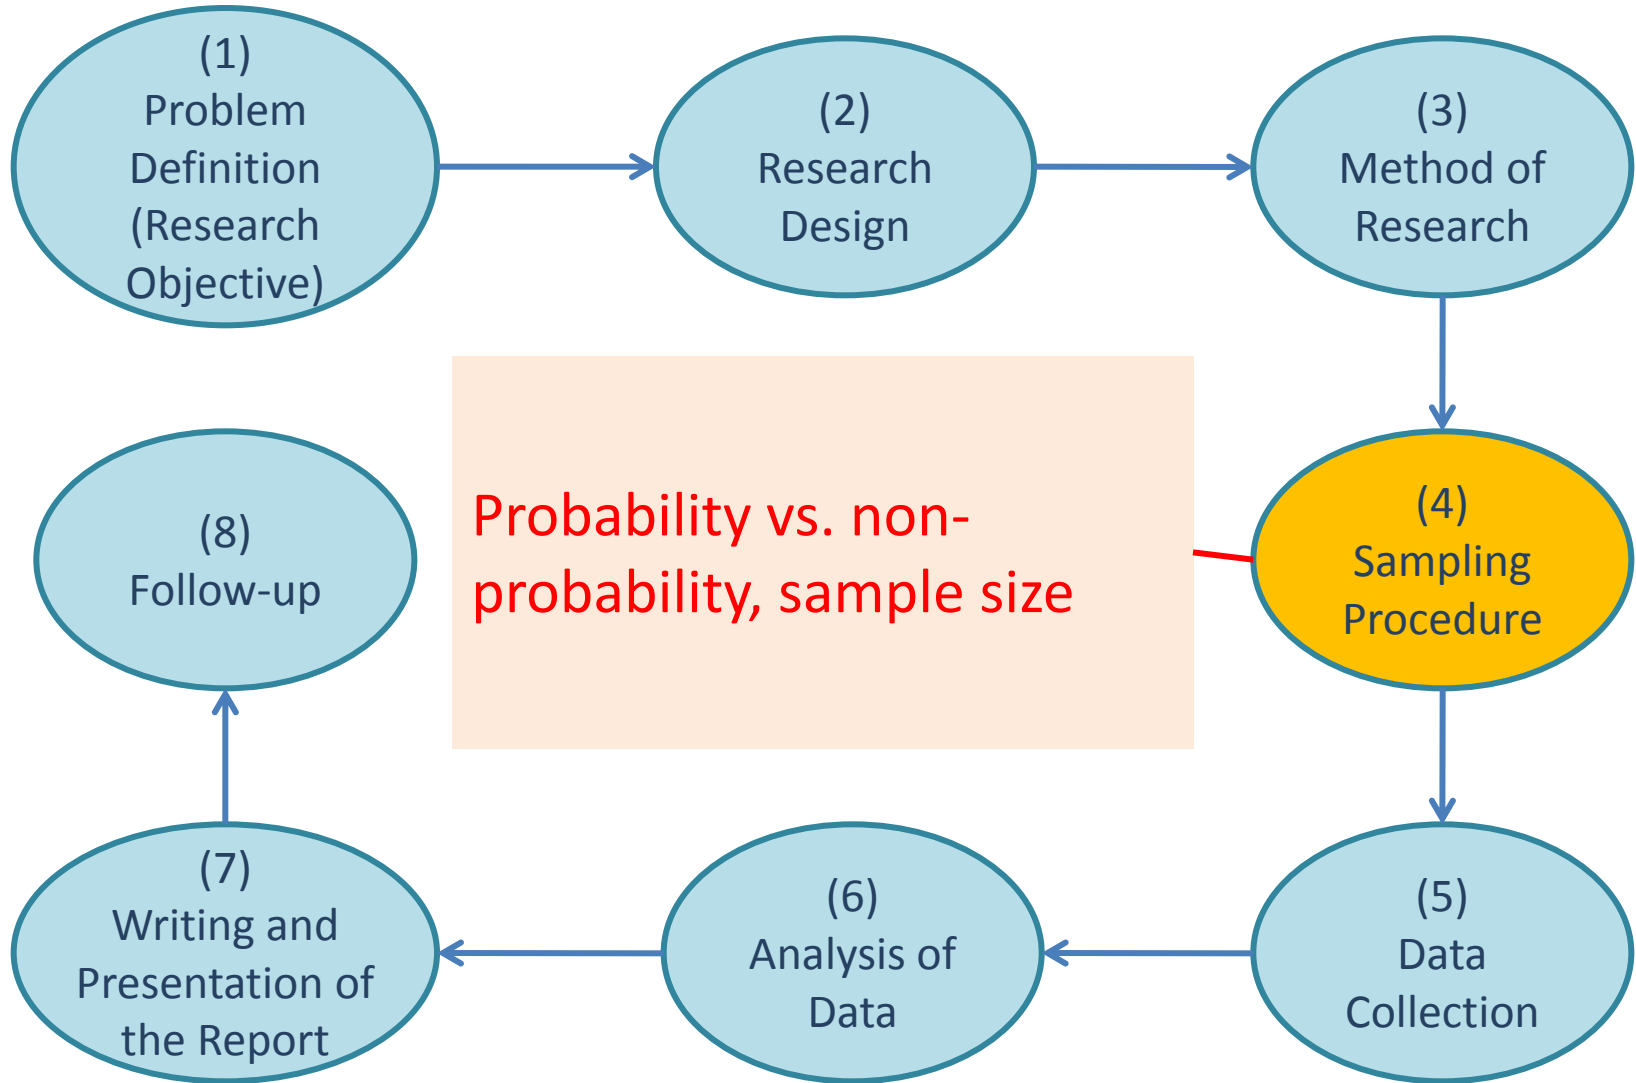 (1)
Problem
Definition
(Research
Objective)
(2)
Research
Design
(3)
Method of
Research
Probability vs. non-
probability, sample size
(4)
Sampling
Procedure
(5)
Data
Collection
(6)
Analysis of
Data
(7)
Writing and
Presentation of
the Report
(8)
Follow-up